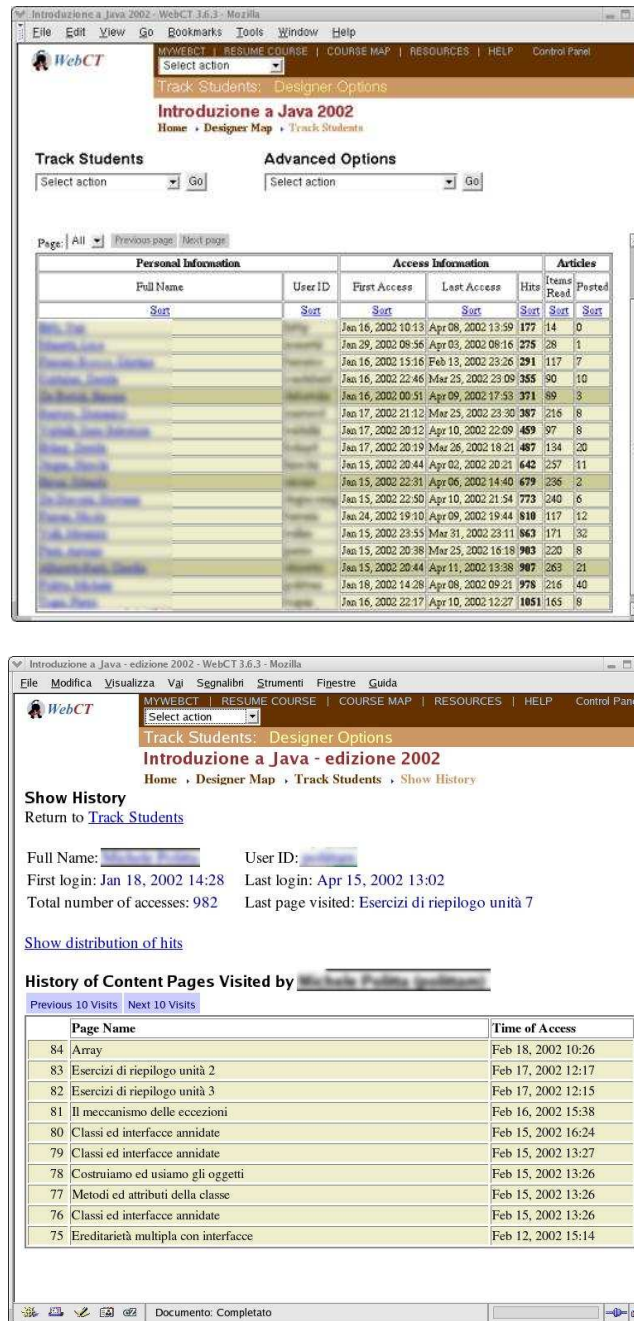 Introduzione a Java 2002 - WebCT 3.6.3 - Mozilla
File Edit View Go Bookmarks Tools Window Help
WebCT
MYWEBCT | RESUME COURSE | COURSE MAP | RESOURCES | HELP Control Panel
Select action
Track Students: Designer Options
Introduzione a Java 2002
Home › Designer Map › Track Students
Track Students Advanced Options
Select action Go Select action Go
Page: All Previous page Next page
Personal Information Access Information Articles
Full Name User ID First Access Last Access Hits Items Read Posted
Sort Sort Sort Sort Sort Sort Sort
Jan 16, 2002 10:13 Apr 08, 2002 13:59 177 14 0
Jan 29, 2002 08:56 Apr 03, 2002 08:16 275 28 1
Jan 16, 2002 15:16 Feb 13, 2002 23:26 291 117 7
Jan 16, 2002 22:46 Mar 25, 2002 23:09 355 90 10
Jan 16, 2002 00:51 Apr 09, 2002 17:53 371 89 3
Jan 17, 2002 21:12 Mar 25, 2002 23:30 387 216 8
Jan 17, 2002 20:12 Apr 10, 2002 22:09 459 97 8
Jan 17, 2002 20:19 Mar 26, 2002 18:21 487 134 20
Jan 15, 2002 20:44 Apr 02, 2002 20:21 642 257 11
Jan 15, 2002 22:31 Apr 06, 2002 14:40 679 236 2
Jan 15, 2002 22:50 Apr 10, 2002 21:54 773 240 6
Jan 24, 2002 19:10 Apr 09, 2002 19:44 810 117 12
Jan 15, 2002 23:55 Mar 31, 2002 23:11 863 171 32
Jan 15, 2002 20:38 Mar 25, 2002 16:18 903 220 8
Jan 15, 2002 20:44 Apr 11, 2002 13:38 907 263 21
Jan 18, 2002 14:28 Apr 08, 2002 09:21 978 216 40
Jan 16, 2002 22:17 Apr 10, 2002 12:27 1051 165 8
Introduzione a Java - edizione 2002 - WebCT 3.6.3 - Mozilla
File Modifica Visualizza Vai Segnalibri Strumenti Finestre Guida
WebCT
MYWEBCT | RESUME COURSE | COURSE MAP | RESOURCES | HELP Control Pane
Select action
Track Students: Designer Options
Introduzione a Java - edizione 2002
Home › Designer Map › Track Students › Show History
Show History
Return to Track Students
Full Name: User ID:
First login: Jan 18, 2002 14:28 Last login: Apr 15, 2002 13:02
Total number of accesses: 982 Last page visited: Esercizi di riepilogo unità 7
Show distribution of hits
History of Content Pages Visited by
Previous 10 Visits Next 10 Visits
Page Name Time of Access
84 Array Feb 18, 2002 10:26
83 Esercizi di riepilogo unità 2 Feb 17, 2002 12:17
82 Esercizi di riepilogo unità 3 Feb 17, 2002 12:15
81 Il meccanismo delle eccezioni Feb 16, 2002 15:38
80 Classi ed interfacce annidate Feb 15, 2002 16:24
79 Classi ed interfacce annidate Feb 15, 2002 13:27
78 Costruiamo ed usiamo gli oggetti Feb 15, 2002 13:26
77 Metodi ed attributi della classe Feb 15, 2002 13:26
76 Classi ed interfacce annidate Feb 15, 2002 13:26
75 Ereditarietà multipla con interfacce Feb 12, 2002 15:14
Documento: Completato